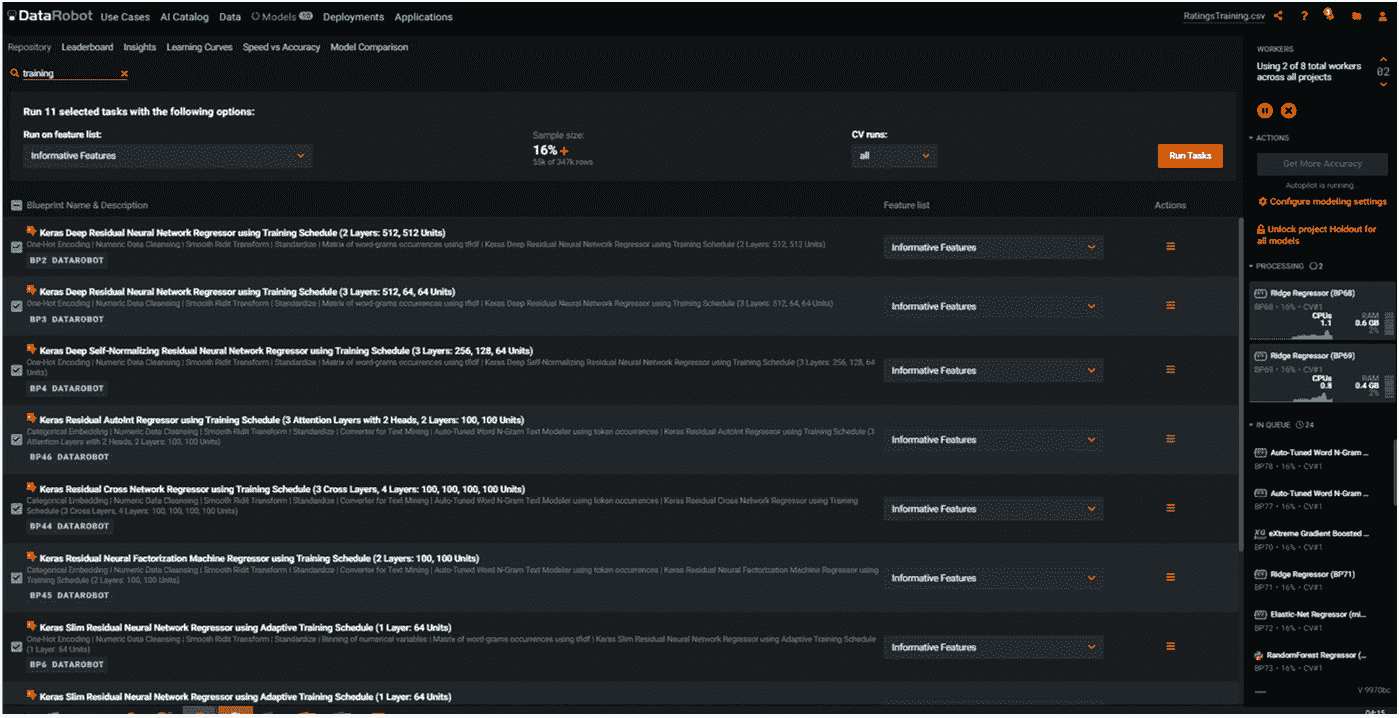 DataRobot Use Cases AI Catalog Data Models Deployments Applications RatingsTraining.csv ?
Repository Leaderboard Insights Learning Curves Speed vs Accuracy Model Comparison
training
Run 11 selected tasks with the following options:
Run on feature list:
Informative Features
Sample size:
16%+
55k of 347k rows
CV runs:
all
Run Tasks
Blueprint Name & Description Feature list Actions
Keras Deep Residual Neural Network Regressor using Training Schedule (2 Layers: 512, 512 Units)
One-Hot Encoding | Numeric Data Cleansing | Smooth Ridit Transform | Standardize | Matrix of word-grams occurrences using tfidf | Keras Deep Residual Neural Network Regressor using Training Schedule (2 Layers: 512, 512 Units)
BP2 DATAROBOT
Informative Features
Keras Deep Residual Neural Network Regressor using Training Schedule (3 Layers: 512, 64, 64 Units)
One-Hot Encoding | Numeric Data Cleansing | Smooth Ridit Transform | Standardize | Matrix of word-grams occurrences using tfidf | Keras Deep Residual Neural Network Regressor using Training Schedule (3 Layers: 512, 64, 64 Units)
BP3 DATAROBOT
Informative Features
Keras Deep Self-Normalizing Residual Neural Network Regressor using Training Schedule (3 Layers: 256, 128, 64 Units)
One-Hot Encoding | Numeric Data Cleansing | Smooth Ridit Transform | Standardize | Matrix of word-grams occurrences using tfidf | Keras Deep Self-Normalizing Residual Neural Network Regressor using Training Schedule (3 Layers: 256, 128, 64
Units)
BP4 DATAROBOT
Informative Features
Keras Residual AutoInt Regressor using Training Schedule (3 Attention Layers with 2 Heads, 2 Layers: 100, 100 Units)
Categorical Embedding | Numeric Data Cleansing | Smooth Ridit Transform | Standardize | Converter for Text Mining | Auto-Tuned Word N-Gram Text Modeler using token occurrences | Keras Residual AutoInt Regressor using Training Schedule (3
Attention Layers with 2 Heads, 2 Layers: 100, 100 Units)
BP46 DATAROBOT
Informative Features
Keras Residual Cross Network Regressor using Training Schedule (3 Cross Layers, 4 Layers: 100, 100, 100, 100 Units)
Categorical Embedding | Numeric Data Cleansing | Smooth Ridit Transform | Standardize | Converter for Text Mining | Auto-Tuned Word N-Gram Text Modeler using token occurrences | Keras Residual Cross Network Regressor using Training
Schedule (3 Cross Layers, 4 Layers: 100, 100, 100, 100 Units)
BP44 DATAROBOT
Informative Features
Keras Residual Neural Factorization Machine Regressor using Training Schedule (2 Layers: 100, 100 Units)
Categorical Embedding | Numeric Data Cleansing | Smooth Ridit Transform | Standardize | Converter for Text Mining | Auto-Tuned Word N-Gram Text Modeler using token occurrences | Keras Residual Neural Factorization Machine Regressor using
Training Schedule (2 Layers: 100, 100 Units)
BP45 DATAROBOT
Informative Features
Keras Slim Residual Neural Network Regressor using Adaptive Training Schedule (1 Layer: 64 Units)
One-Hot Encoding | Numeric Data Cleansing | Smooth Ridit Transform | Standardize | Binning of numerical variables | Matrix of word-grams occurrences using tfidf | Keras Slim Residual Neural Network Regressor using Adaptive Training Schedule
(1 Layer: 64 Units)
BP6 DATAROBOT
Informative Features
Keras Slim Residual Neural Network Regressor using Adaptive Training Schedule (1 Layer: 64 Units)
WORKERS
Using 2 of 8 total workers
across all projects
02
ACTIONS
Get More Accuracy
Autopilot is running.
Configure modeling settings
Unlock project Holdout for
all models
PROCESSING 2
Ridge Regressor (BP68)
BP68 • 16% • CV#1
CPUs RAM
1.1 0.6 GB
2%
Ridge Regressor (BP69)
BP69 • 16% • CV#1
CPUs RAM
0.8 0.4 GB
2%
IN QUEUE 24
Auto-Tuned Word N-Gram ...
BP78 • 16% • CV#1
Auto-Tuned Word N-Gram ...
BP77 • 16% • CV#1
XG eXtreme Gradient Boosted ...
BP70 • 16% • CV#1
Ridge Regressor (BP71)
BP71 • 16% • CV#1
Elastic-Net Regressor (mi...
BP72 • 16% • CV#1
RandomForest Regressor (...
BP73 • 16% • CV#1
V 9970bc
04:15